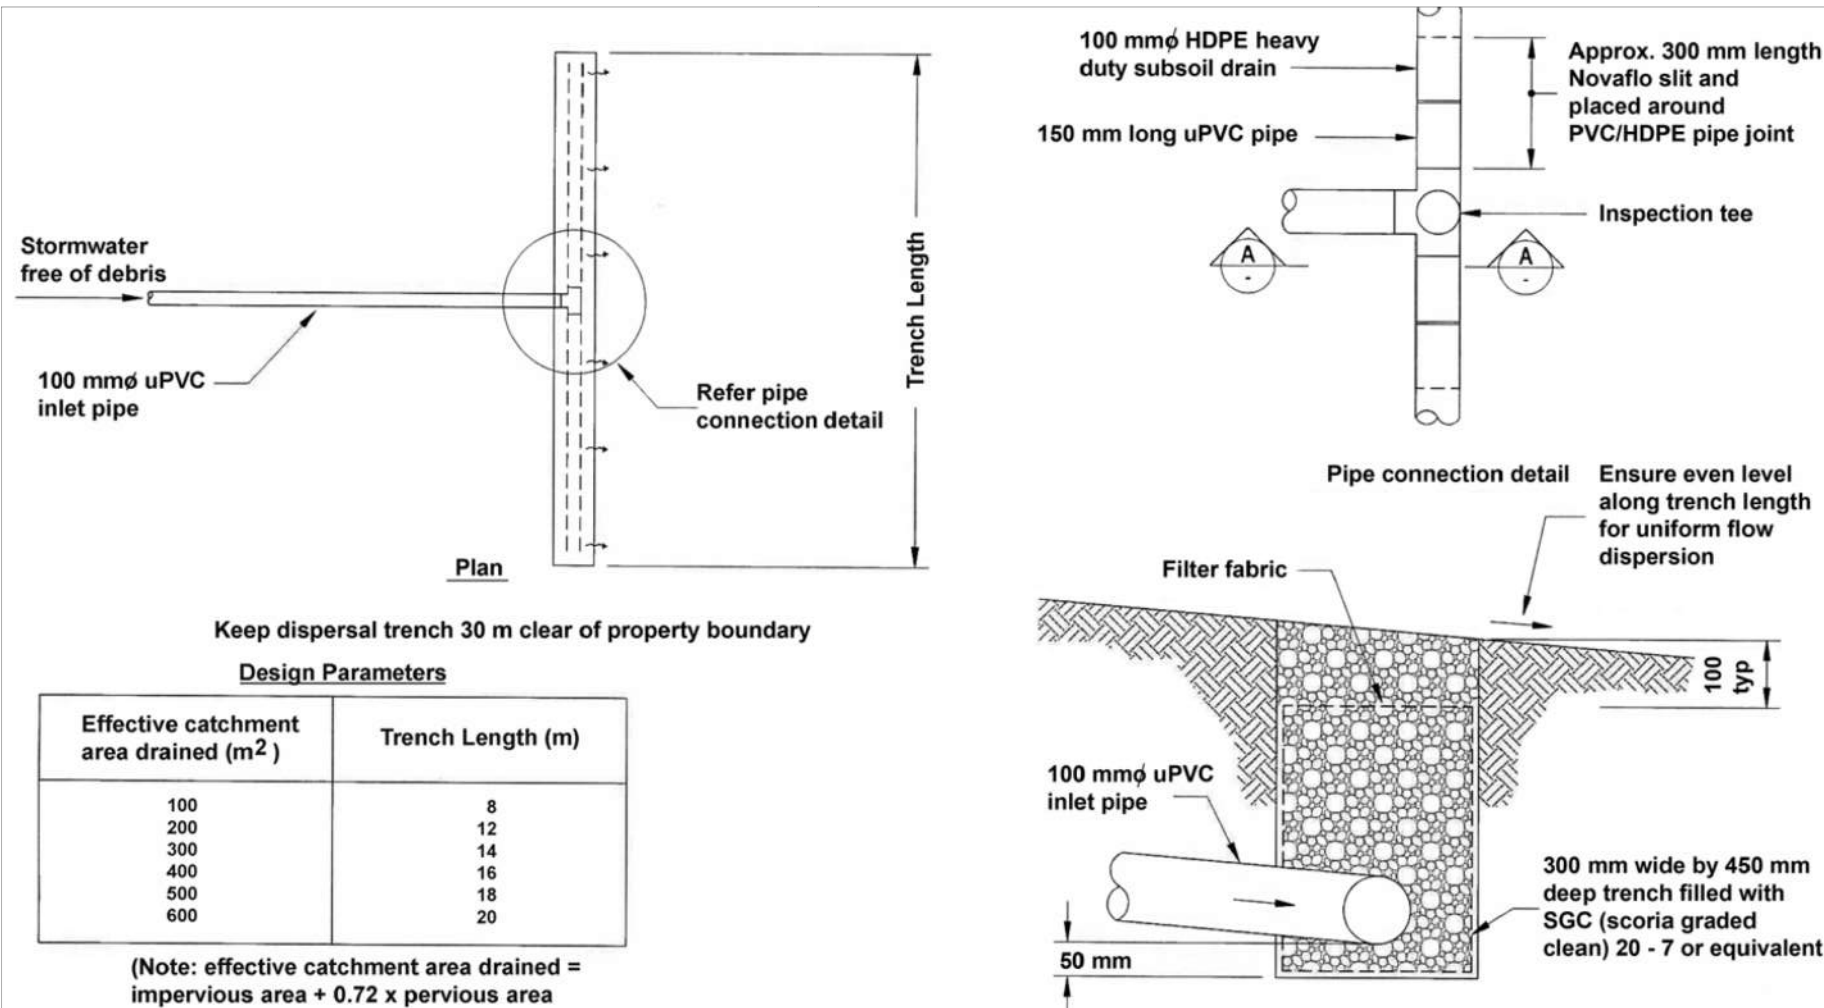 Stormwater
free of debris
100 mmø uPVC
inlet pipe
Trench Length
Refer pipe
connection detail
Plan
Keep dispersal trench 30 m clear of property boundary
Design Parameters
Effective catchment
area drained (m2 )
Trench Length (m)
100 8
200 12
300 14
400 16
500 18
600 20
(Note: effective catchment area drained =
impervious area + 0.72 x pervious area
100 mmø HDPE heavy
duty subsoil drain
150 mm long uPVC pipe
Approx. 300 mm length
Novaflo slit and
placed around
PVC/HDPE pipe joint
Inspection tee
A
-
A
-
Pipe connection detail
Ensure even level
along trench length
for uniform flow
dispersion
Filter fabric
100
typ
100 mmø uPVC
inlet pipe
300 mm wide by 450 mm
deep trench filled with
SGC (scoria graded
clean) 20 - 7 or equivalent
50 mm